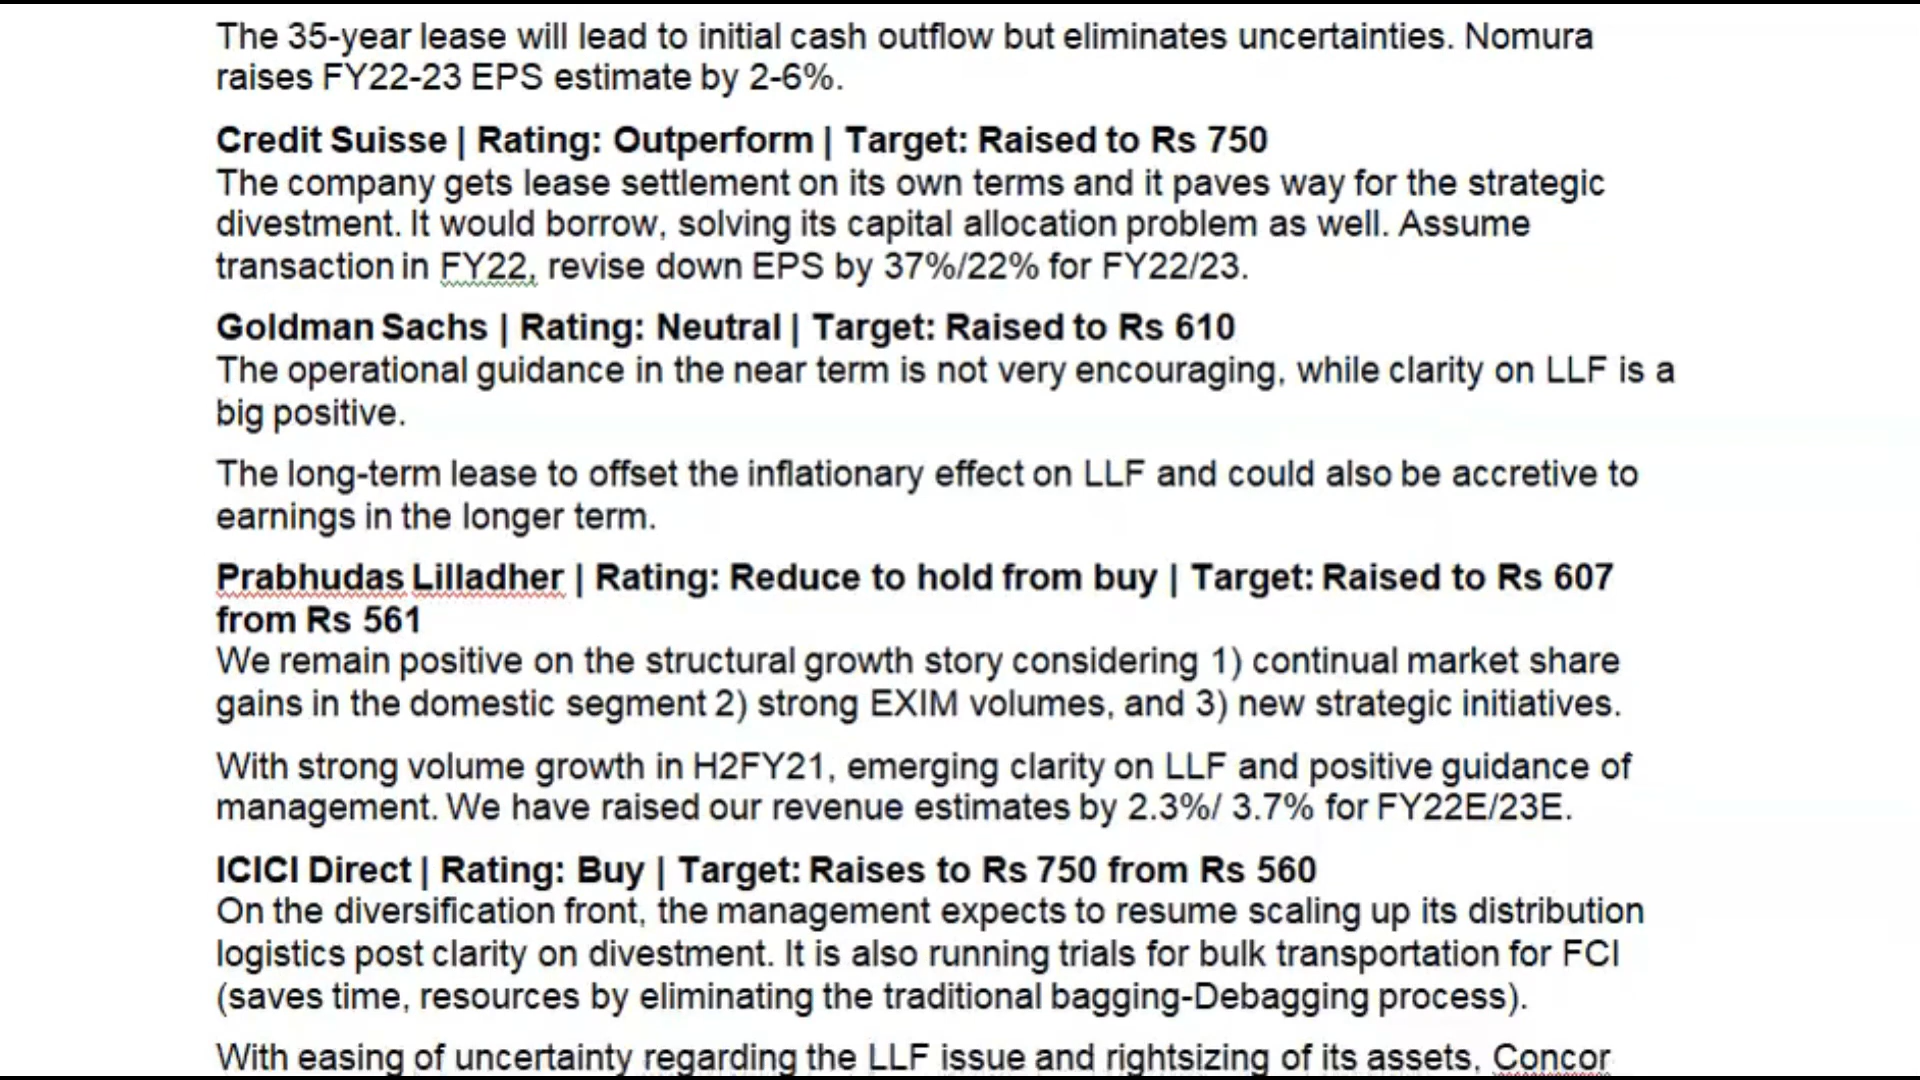 The 35-year lease will lead to initial cash outflow but eliminates uncertainties. Nomura
raises FY22-23 EPS estimate by 2-6%.
Credit Suisse | Rating: Outperform | Target: Raised to Rs 750
The company gets lease settlement on its own terms and it paves way for the strategic
divestment. It would borrow, solving its capital allocation problem as well. Assume
transaction in FY22, revise down EPS by 37%/22% for FY22/23.
Goldman Sachs | Rating: Neutral | Target: Raised to Rs 610
The operational guidance in the near term is not very encouraging, while clarity on LLF is a
big positive.
The long-term lease to offset the inflationary effect on LLF and could also be accretive to
earnings in the longer term.
Prabhudas Lilladher | Rating: Reduce to hold from buy | Target: Raised to Rs 607
from Rs 561
We remain positive on the structural growth story considering 1) continual market share
gains in the domestic segment 2) strong EXIM volumes, and 3) new strategic initiatives.
With strong volume growth in H2FY21, emerging clarity on LLF and positive guidance of
management. We have raised our revenue estimates by 2.3%/ 3.7% for FY22E/23E.
ICICI Direct | Rating: Buy | Target: Raises to Rs 750 from Rs 560
On the diversification front, the management expects to resume scaling up its distribution
logistics post clarity on divestment. It is also running trials for bulk transportation for FCI
(saves time, resources by eliminating the traditional bagging-Debagging process).
With easing of uncertainty regarding the LLF issue and rightsizing of its assets, Concor